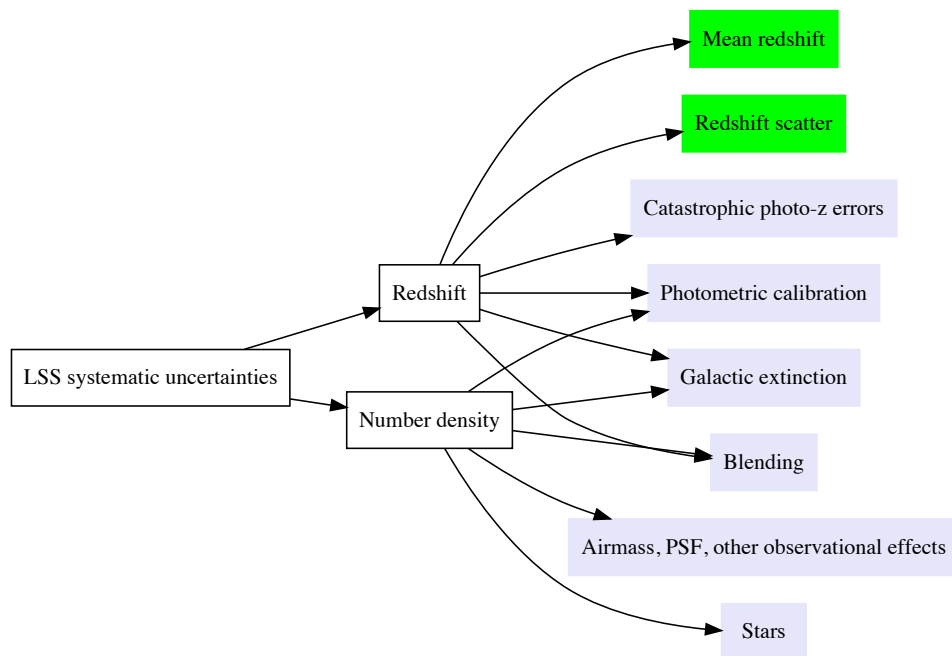 Mean redshift
Redshift scatter
Catastrophic photo-z errors
Redshift
Photometric calibration
LSS systematic uncertainties
Galactic extinction
Number density
Blending
Airmass, PSF, other observational effects
Stars